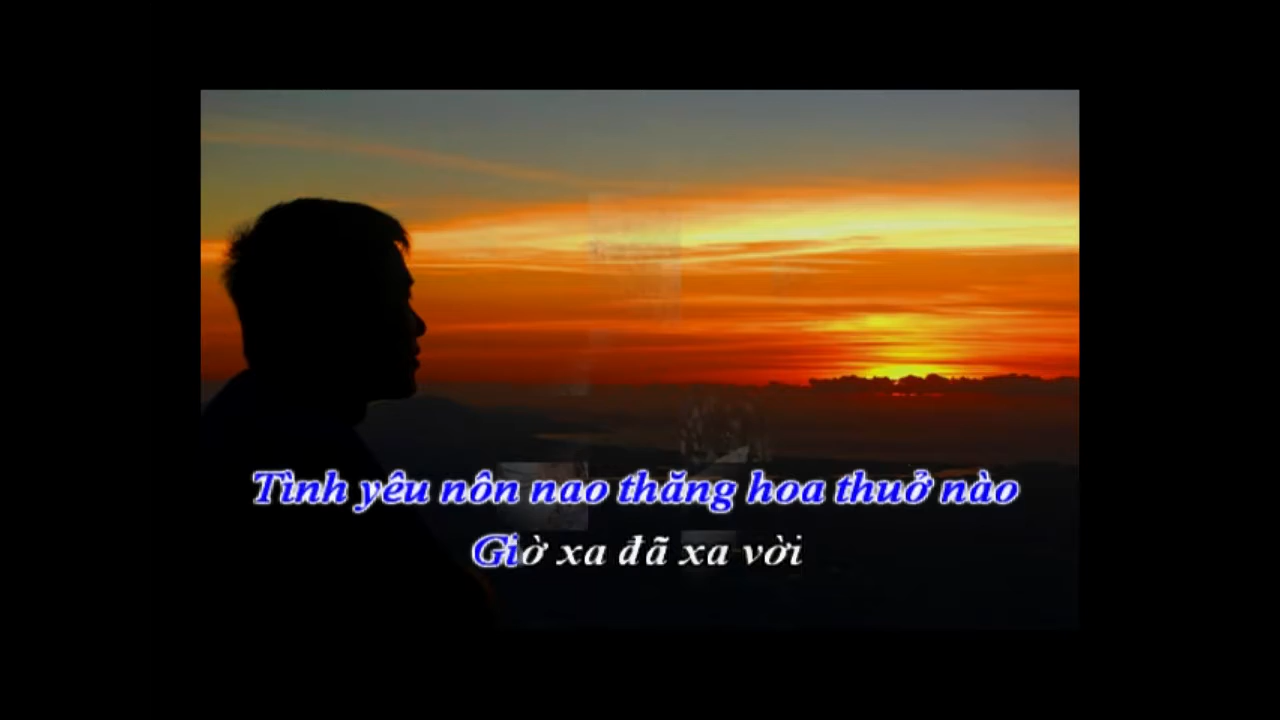 Tình yêu nôn nao thăng hoa thuở nào
Giờ xa đã xa vời